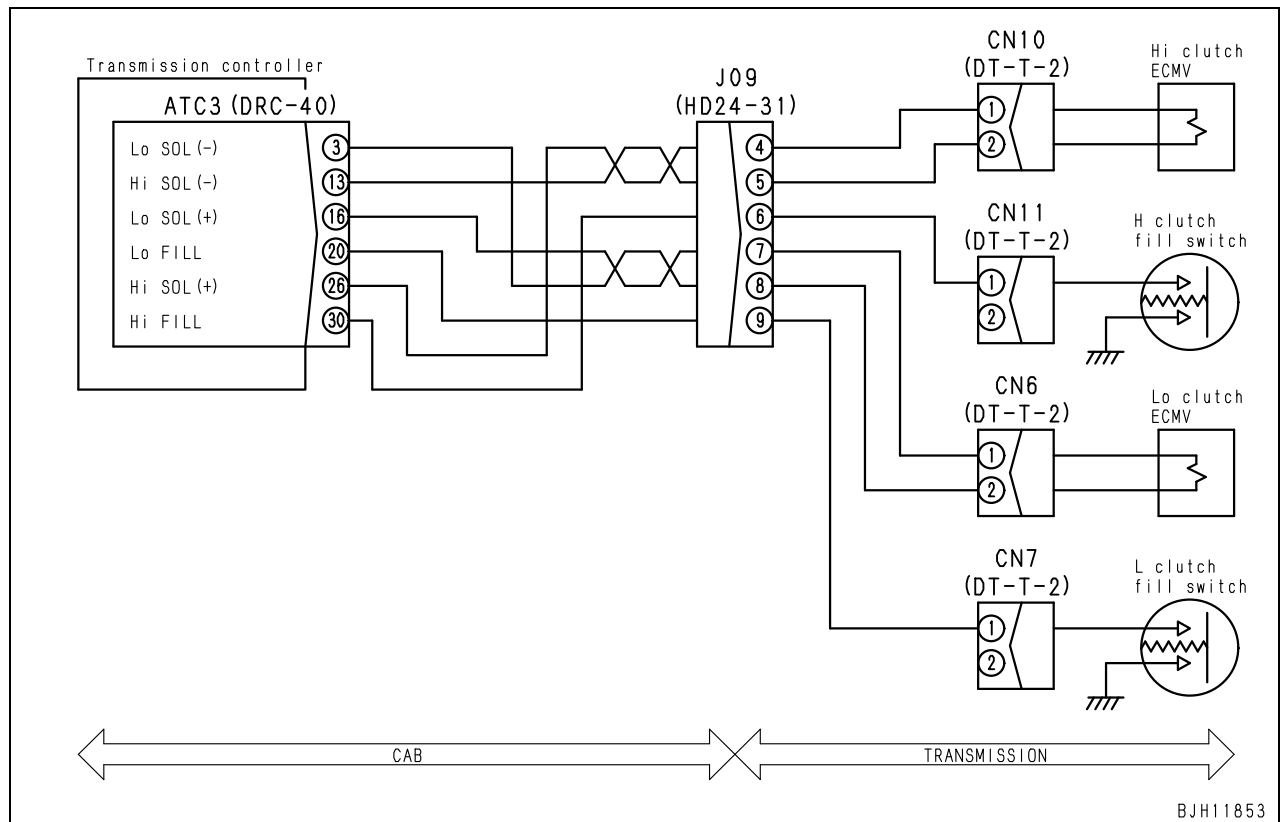 Transmission controller
ATC3 (DRC-40)
Lo SOL (-)
Hi SOL (-)
Lo SOL (+)
Lo FILL
Hi SOL (+)
Hi FILL
3
13
16
20
26
30
J09
(HD24-31)
4
5
6
7
8
9
CN10
(DT-T-2)
1
2
Hi clutch
ECMV
CN11
(DT-T-2)
1
2
H clutch
fill switch
CN6
(DT-T-2)
1
2
Lo clutch
ECMV
CN7
(DT-T-2)
1
2
L clutch
fill switch
CAB
TRANSMISSION
BJH11853